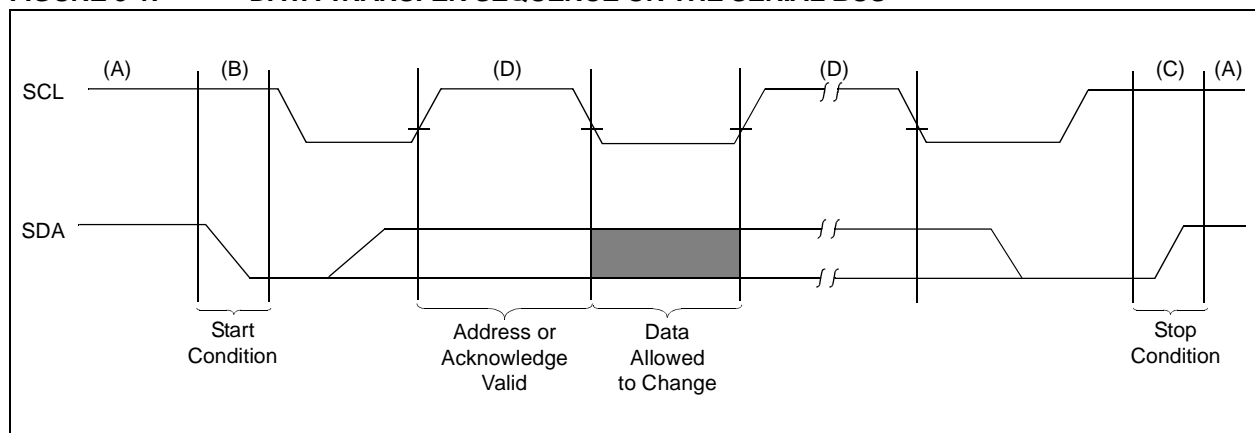 (A) (B) (D) (D) (C) (A)
SCL
SDA
Start
Condition
Address or
Acknowledge
Valid
Data
Allowed
to Change
Stop
Condition